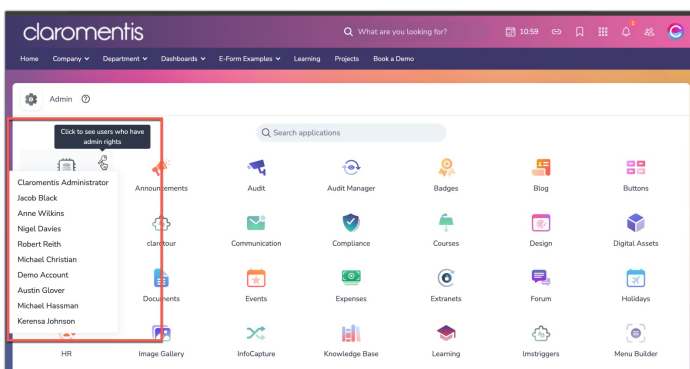 claromentis
What are you looking for?
10:59
Home
Company
Department
Dashboards
E-Form Examples
Learning
Projects
Book a Demo
Admin
Click to see users who have
admin rights
Search applications
Claromentis Administrator
Jacob Black
Anne Wilkins
Nigel Davies
Robert Reith
Michael Christian
Demo Account
Austin Glover
Michael Hassman
Kerensa Johnson
Announcements
Audit
Audit Manager
Badges
Blog
Buttons
clarotour
Communication
Compliance
Courses
Design
Digital Assets
Documents
Events
Expenses
Extranets
Forum
Holidays
HR
Image Gallery
InfoCapture
Knowledge Base
Learning
lmstriggers
Menu Builder